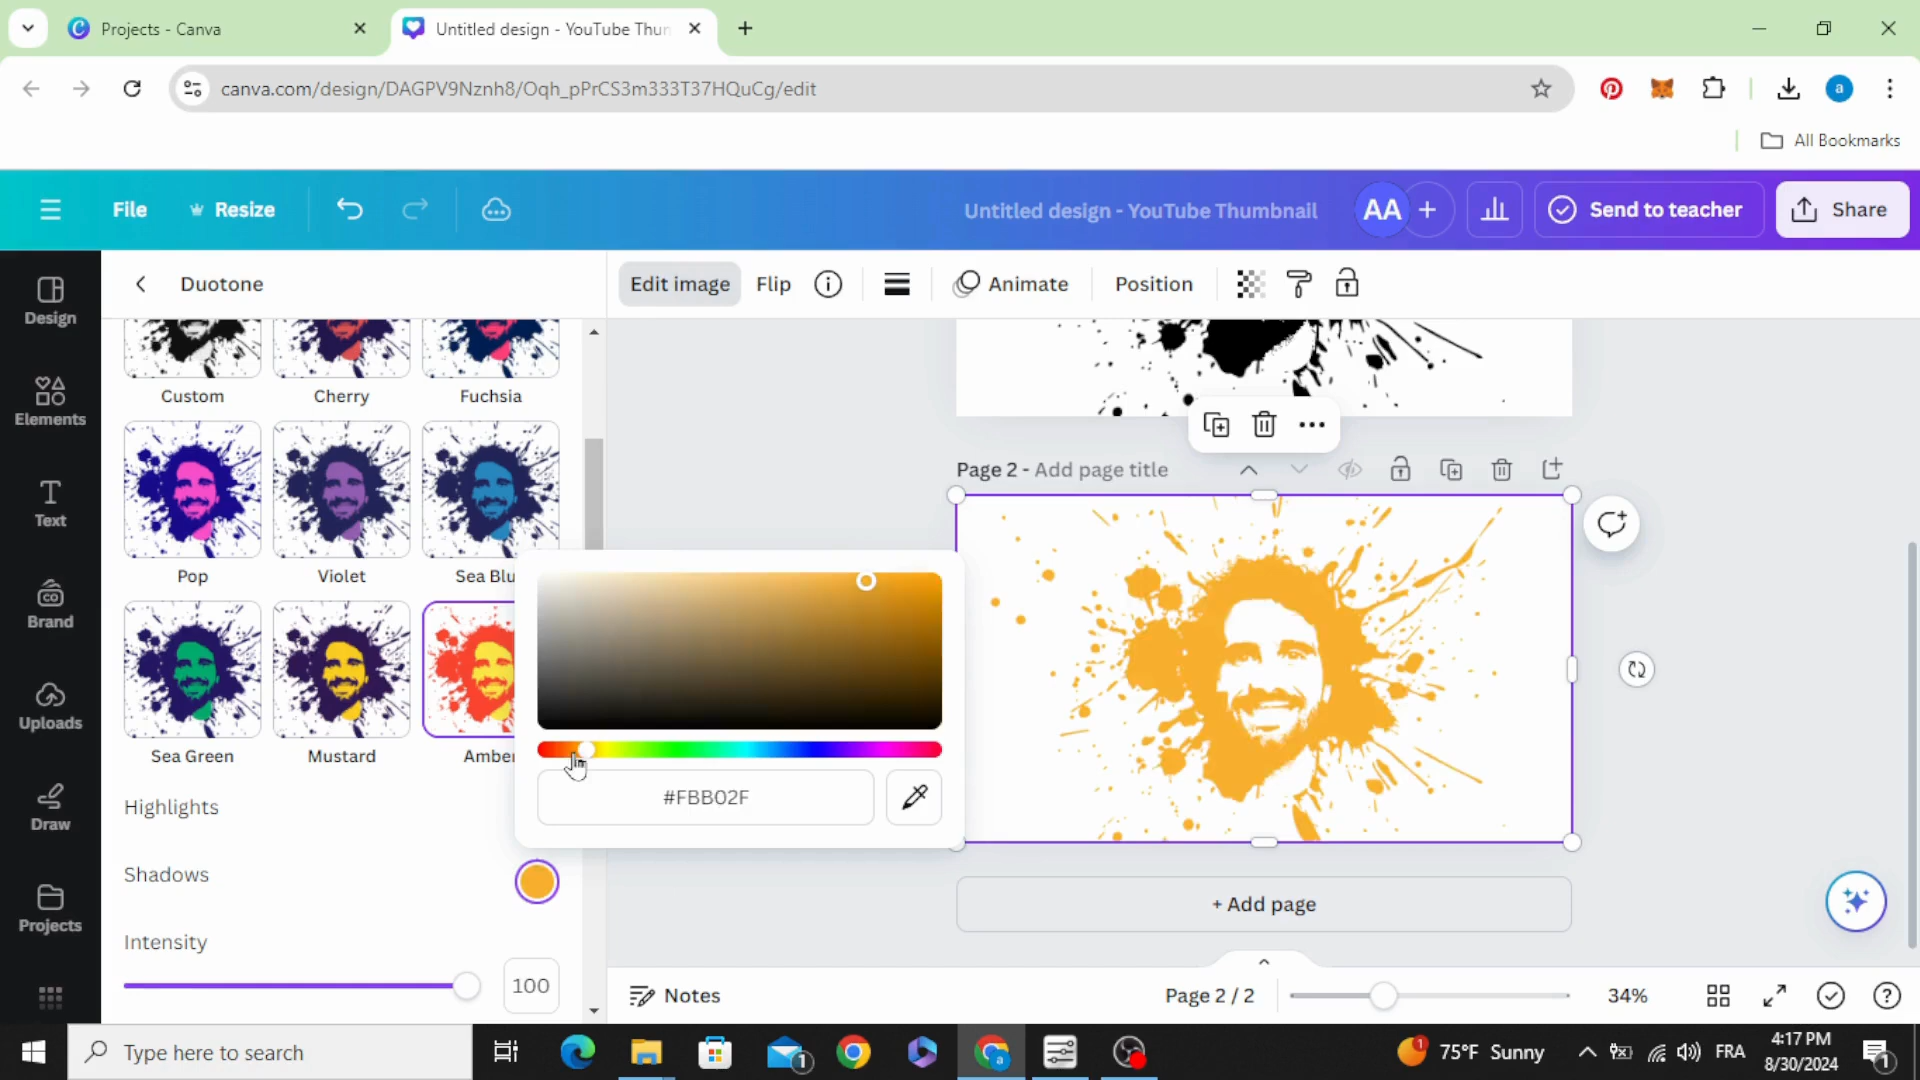 Projects - Canva
Untitled design - YouTube Thun
canva.com/design/DAGPV9Nznh8/Oqh_pPrCS3m333T37HQuCg/edit
a
All Bookmarks
File
Resize
Untitled design - YouTube Thumbnail
AA
Send to teacher
Share
Design
Elements
Text
Brand
Uploads
Draw
Projects
Duotone
Edit image
Flip
Animate
Position
Custom
Cherry
Fuchsia
Pop
Violet
Sea Blu
Sea Green
Mustard
Amber
Highlights
Shadows
Intensity
100
#FBB02F
Page 2 - Add page title
+ Add page
Notes
Page 2 / 2
34%
Type here to search
1
a
1
75°F Sunny
FRA
4:17 PM
8/30/2024
1